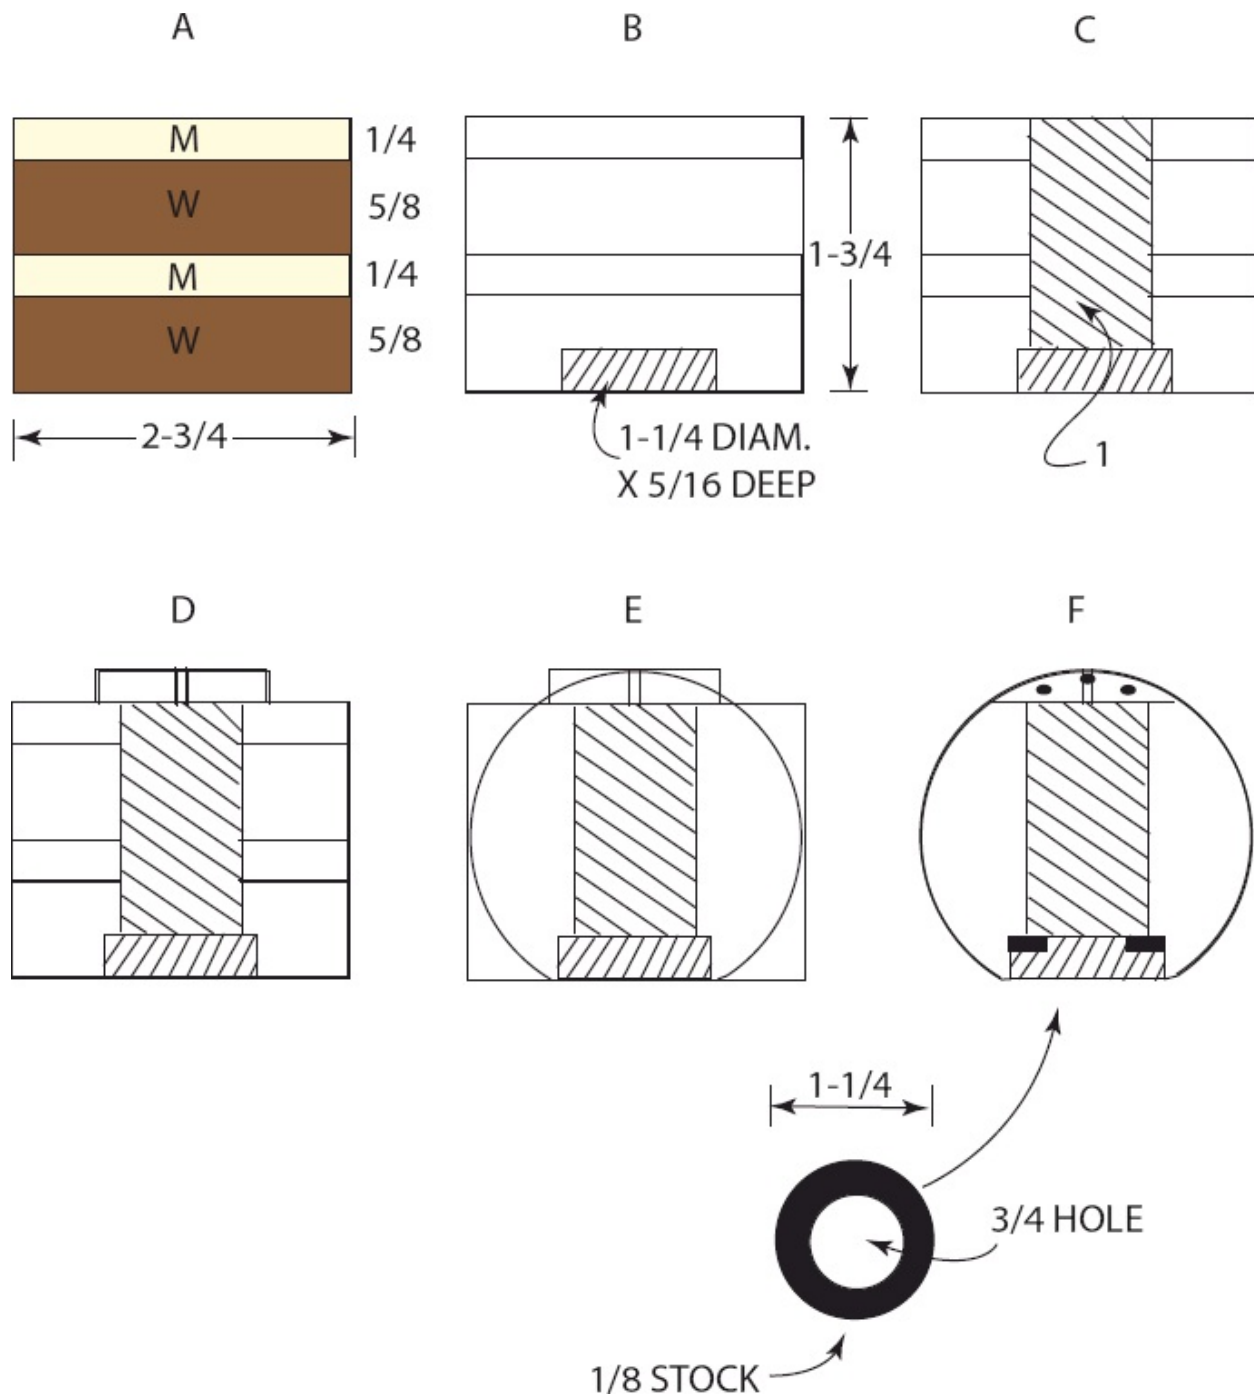 A
B
C
M
1/4
W
5/8
M
1/4
W
5/8
2-3/4
1-3/4
1-1/4 DIAM.
X 5/16 DEEP
1
D
E
F
1-1/4
3/4 HOLE
1/8 STOCK